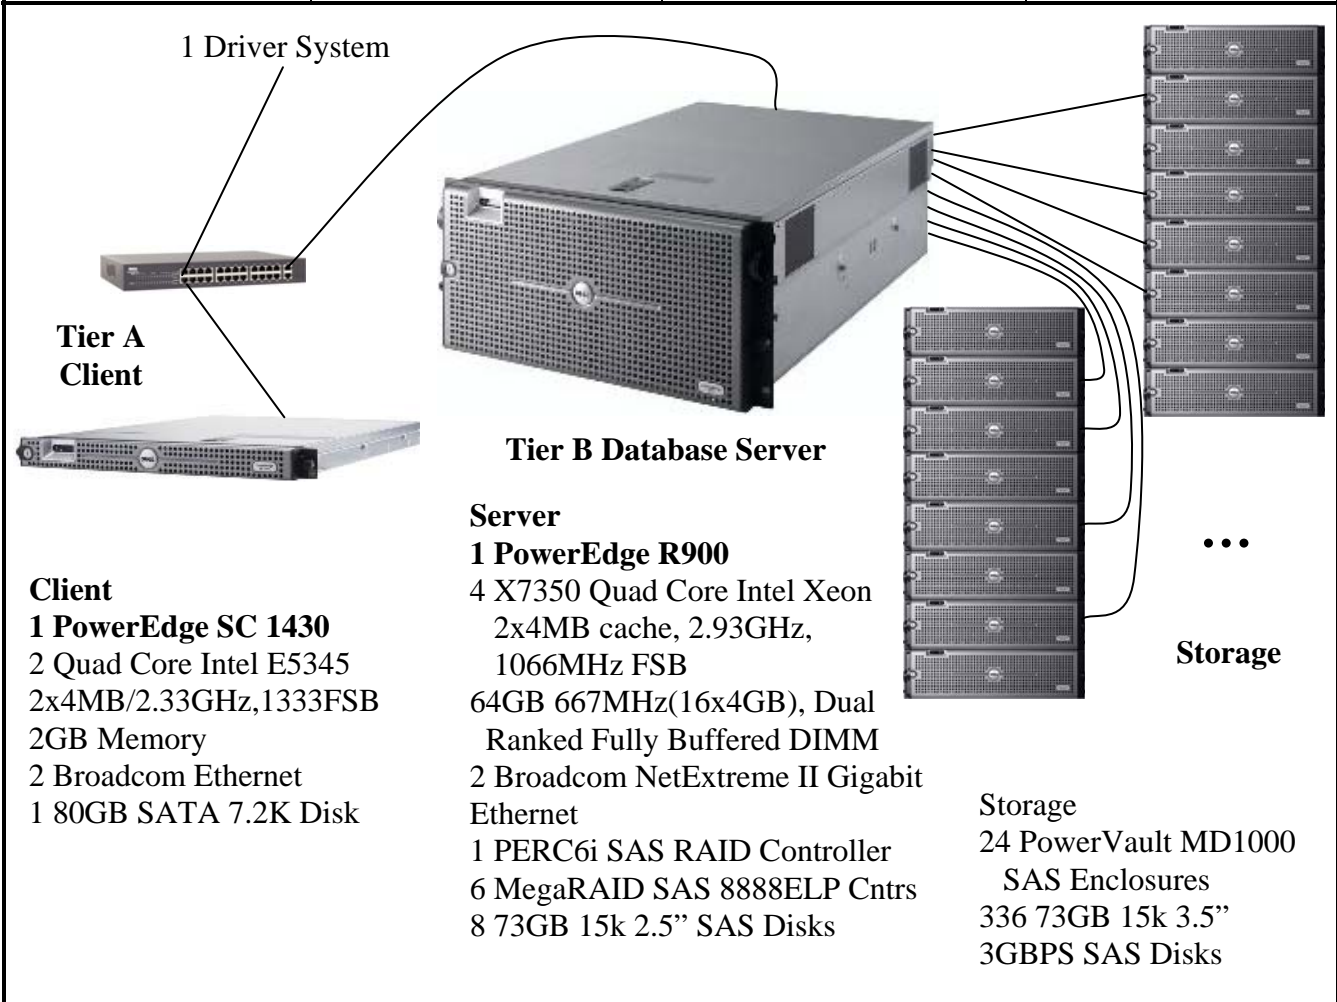 1 Driver System
Tier A
Client
Tier B Database Server
Client
1 PowerEdge SC 1430
2 Quad Core Intel E5345
2x4MB/2.33GHz,1333FSB
2GB Memory
2 Broadcom Ethernet
1 80GB SATA 7.2K Disk
Server
1 PowerEdge R900
4 X7350 Quad Core Intel Xeon
2x4MB cache, 2.93GHz,
1066MHz FSB
64GB 667MHz(16x4GB), Dual
Ranked Fully Buffered DIMM
2 Broadcom NetExtreme II Gigabit
Ethernet
1 PERC6i SAS RAID Controller
6 MegaRAID SAS 8888ELP Cntrs
8 73GB 15k 2.5” SAS Disks
...
Storage
Storage
24 PowerVault MD1000
SAS Enclosures
336 73GB 15k 3.5”
3GBPS SAS Disks